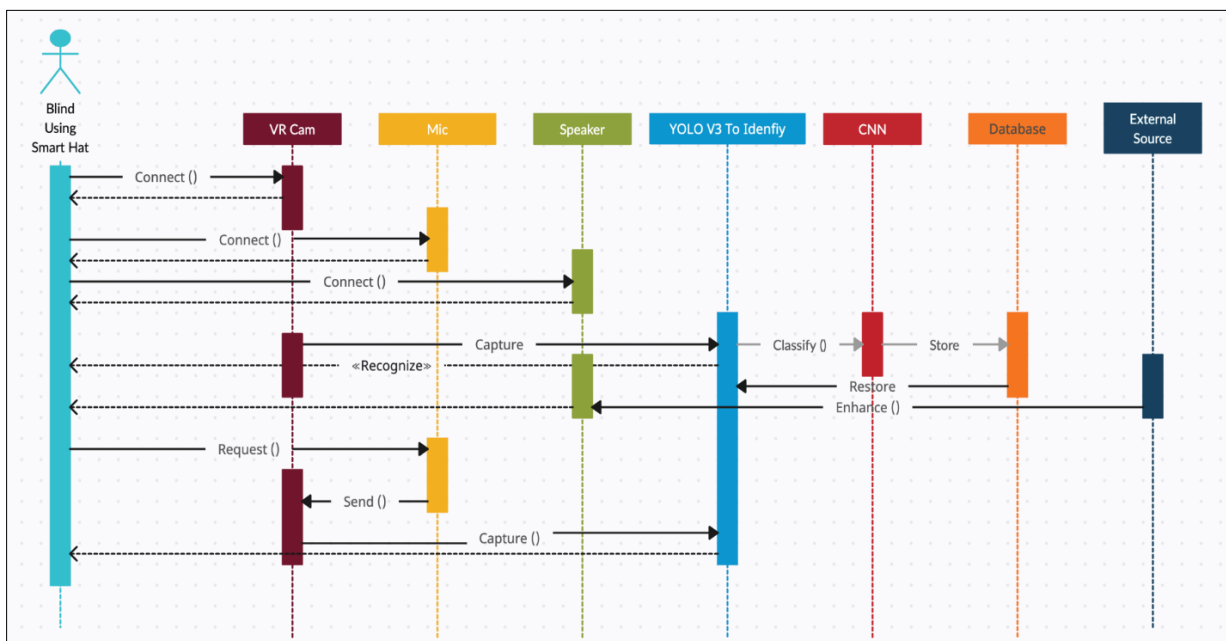 Blind
Using
Smart Hat
VR Cam
Mic
Speaker
YOLO V3 To Idenfiy
CNN
Database
External
Source
Connect ()
Connect ()
Connect ()
Capture
Classify ()
Store
«Recognize»
Restore
Enhance ()
Request ()
Send ()
Capture ()